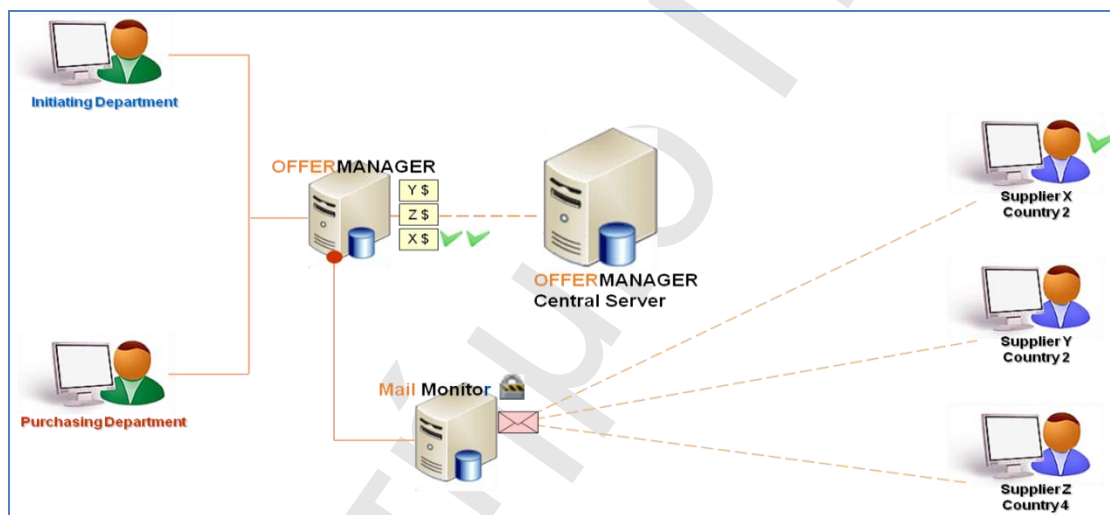 Initiating Department
OFFERMANAGER
Y $
Z $
X $
OFFERMANAGER
Central Server
Supplier X
Country 2
Supplier Y
Country 2
Purchasing Department
Mail Monitor
Supplier Z
Country 4